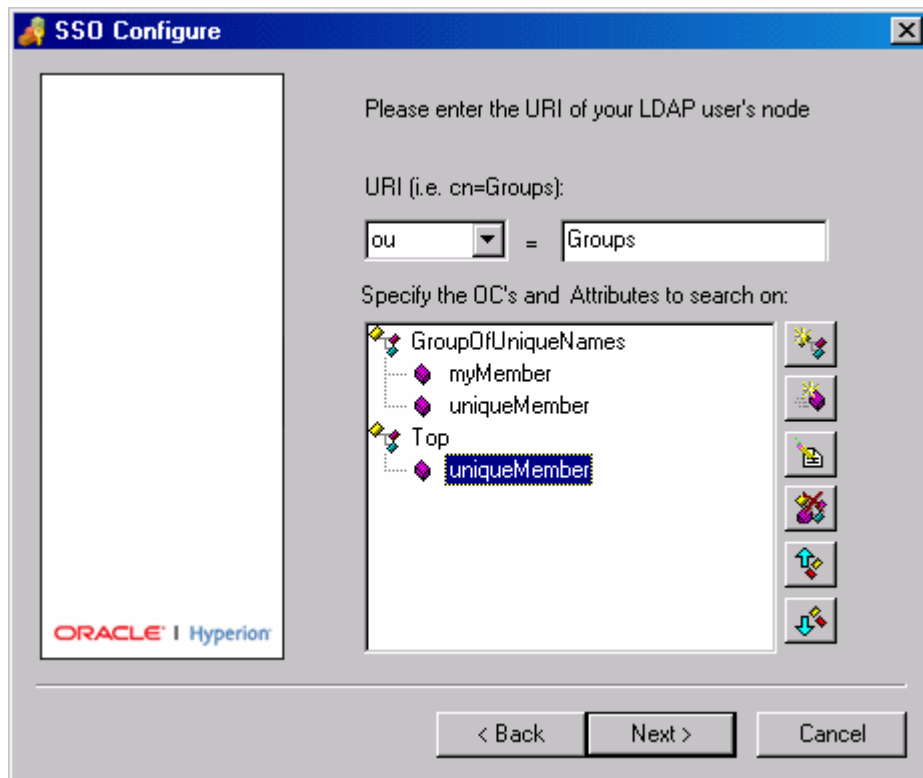 SSO Configure
Please enter the URI of your LDAP user's node
URI (i.e. cn=Groups):
ou = Groups
Specify the OC's and Attributes to search on:
GroupOfUniqueNames
myMember
uniqueMember
Top
uniqueMember
ORACLE | Hyperion
< Back Next > Cancel